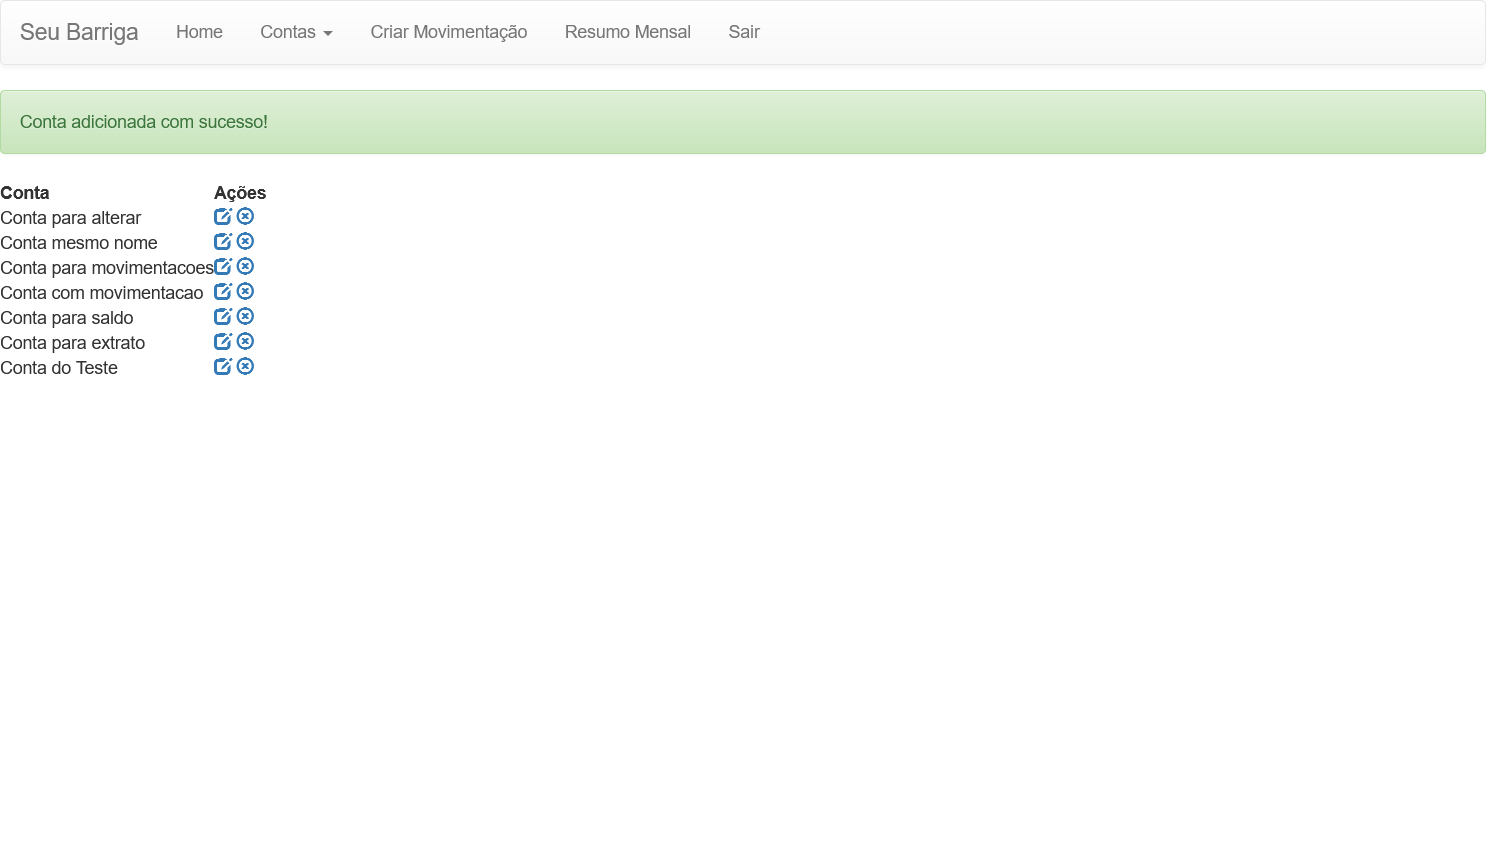 Seu Barriga Home Contas Criar Movimentação Resumo Mensal Sair
Conta adicionada com sucesso!
Conta Ações
Conta para alterar
Conta mesmo nome
Conta para movimentacoes
Conta com movimentacao
Conta para saldo
Conta para extrato
Conta do Teste